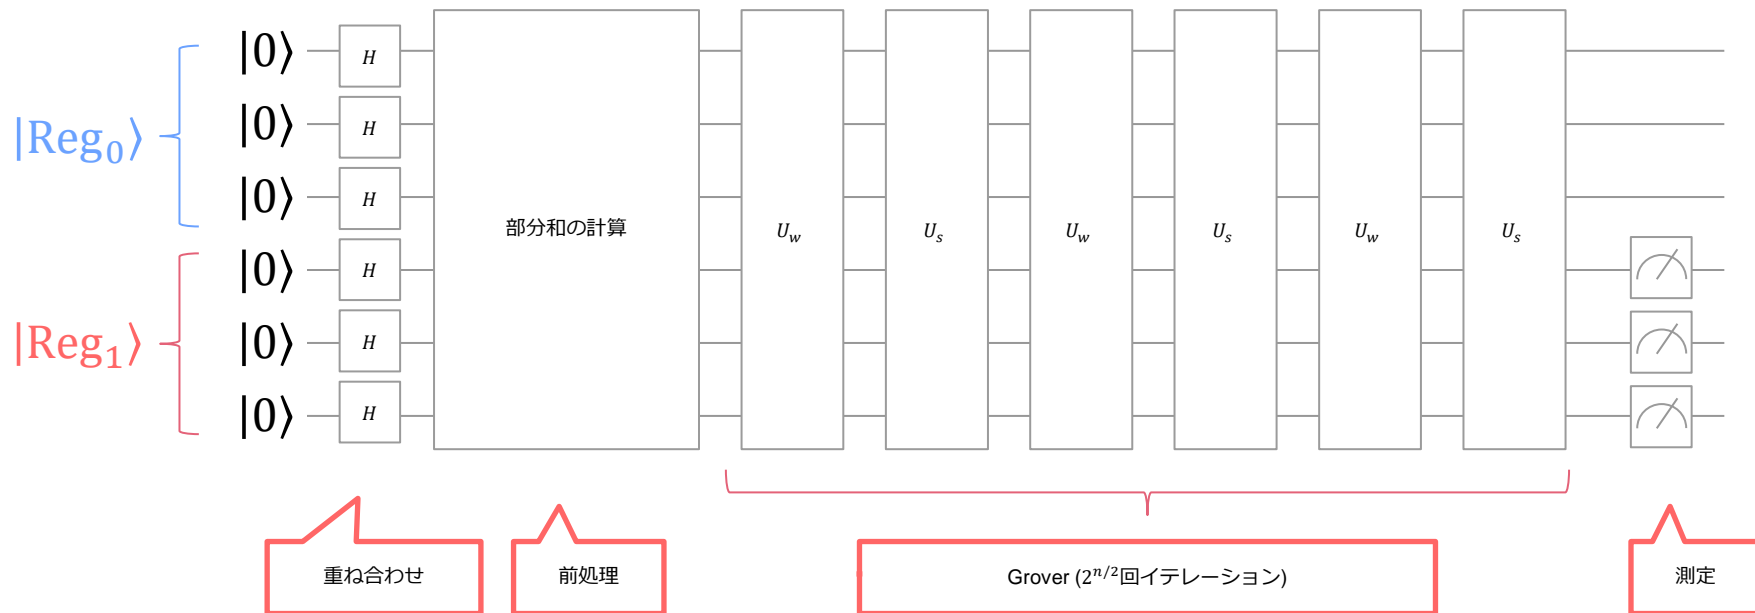 |Reg₀⟩
|Reg₁⟩
|0⟩ H
|0⟩ H
|0⟩ H
|0⟩ H
|0⟩ H
|0⟩ H
部分和の計算
U_w
U_s
U_w
U_s
U_w
U_s
重ね合わせ
前処理
Grover (2^{n/2}回イテレーション)
測定